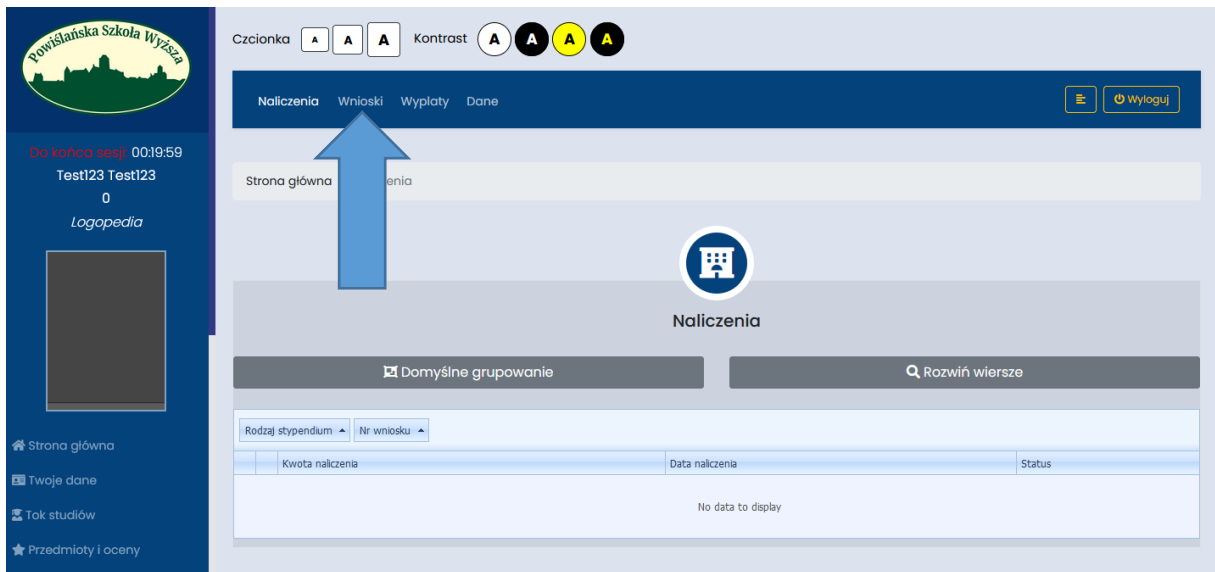 Powiślańska Szkoła Wyższa
Czcionka A A A Kontrast A A A A
Naliczenia Wnioski Wyplaty Dane Wyloguj
Do końca sesji: 00:19:59
Test123 Test123
0
Logopedia
Strona główna enia
Naliczenia
Domyślne grupowanie Rozwiń wiersze
Rodzaj stypendium Nr wniosku
Kwota naliczenia Data naliczenia Status
No data to display
Strona główna
Twoje dane
Tok studiów
Przedmioty i oceny